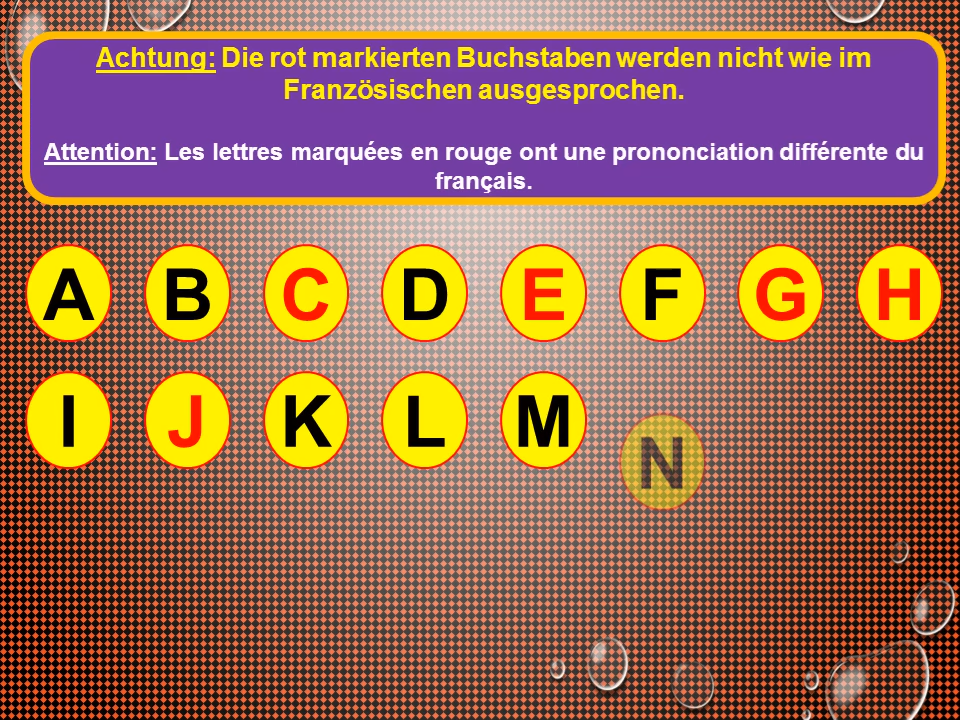 Achtung: Die rot markierten Buchstaben werden nicht wie im
Französischen ausgesprochen.
Attention: Les lettres marquées en rouge ont une prononciation différente du
français.
A B C D E F G H
I J K L M N